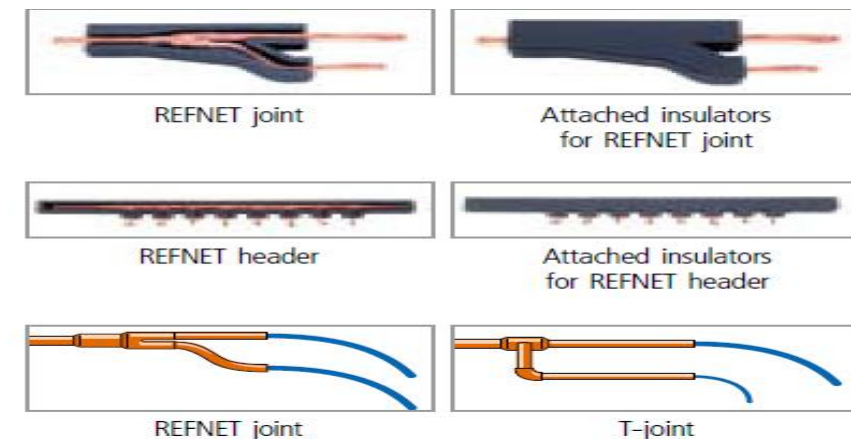 REFNET joint
Attached insulators
for REFNET joint
REFNET header
Attached insulators
for REFNET header
REFNET joint
T-joint